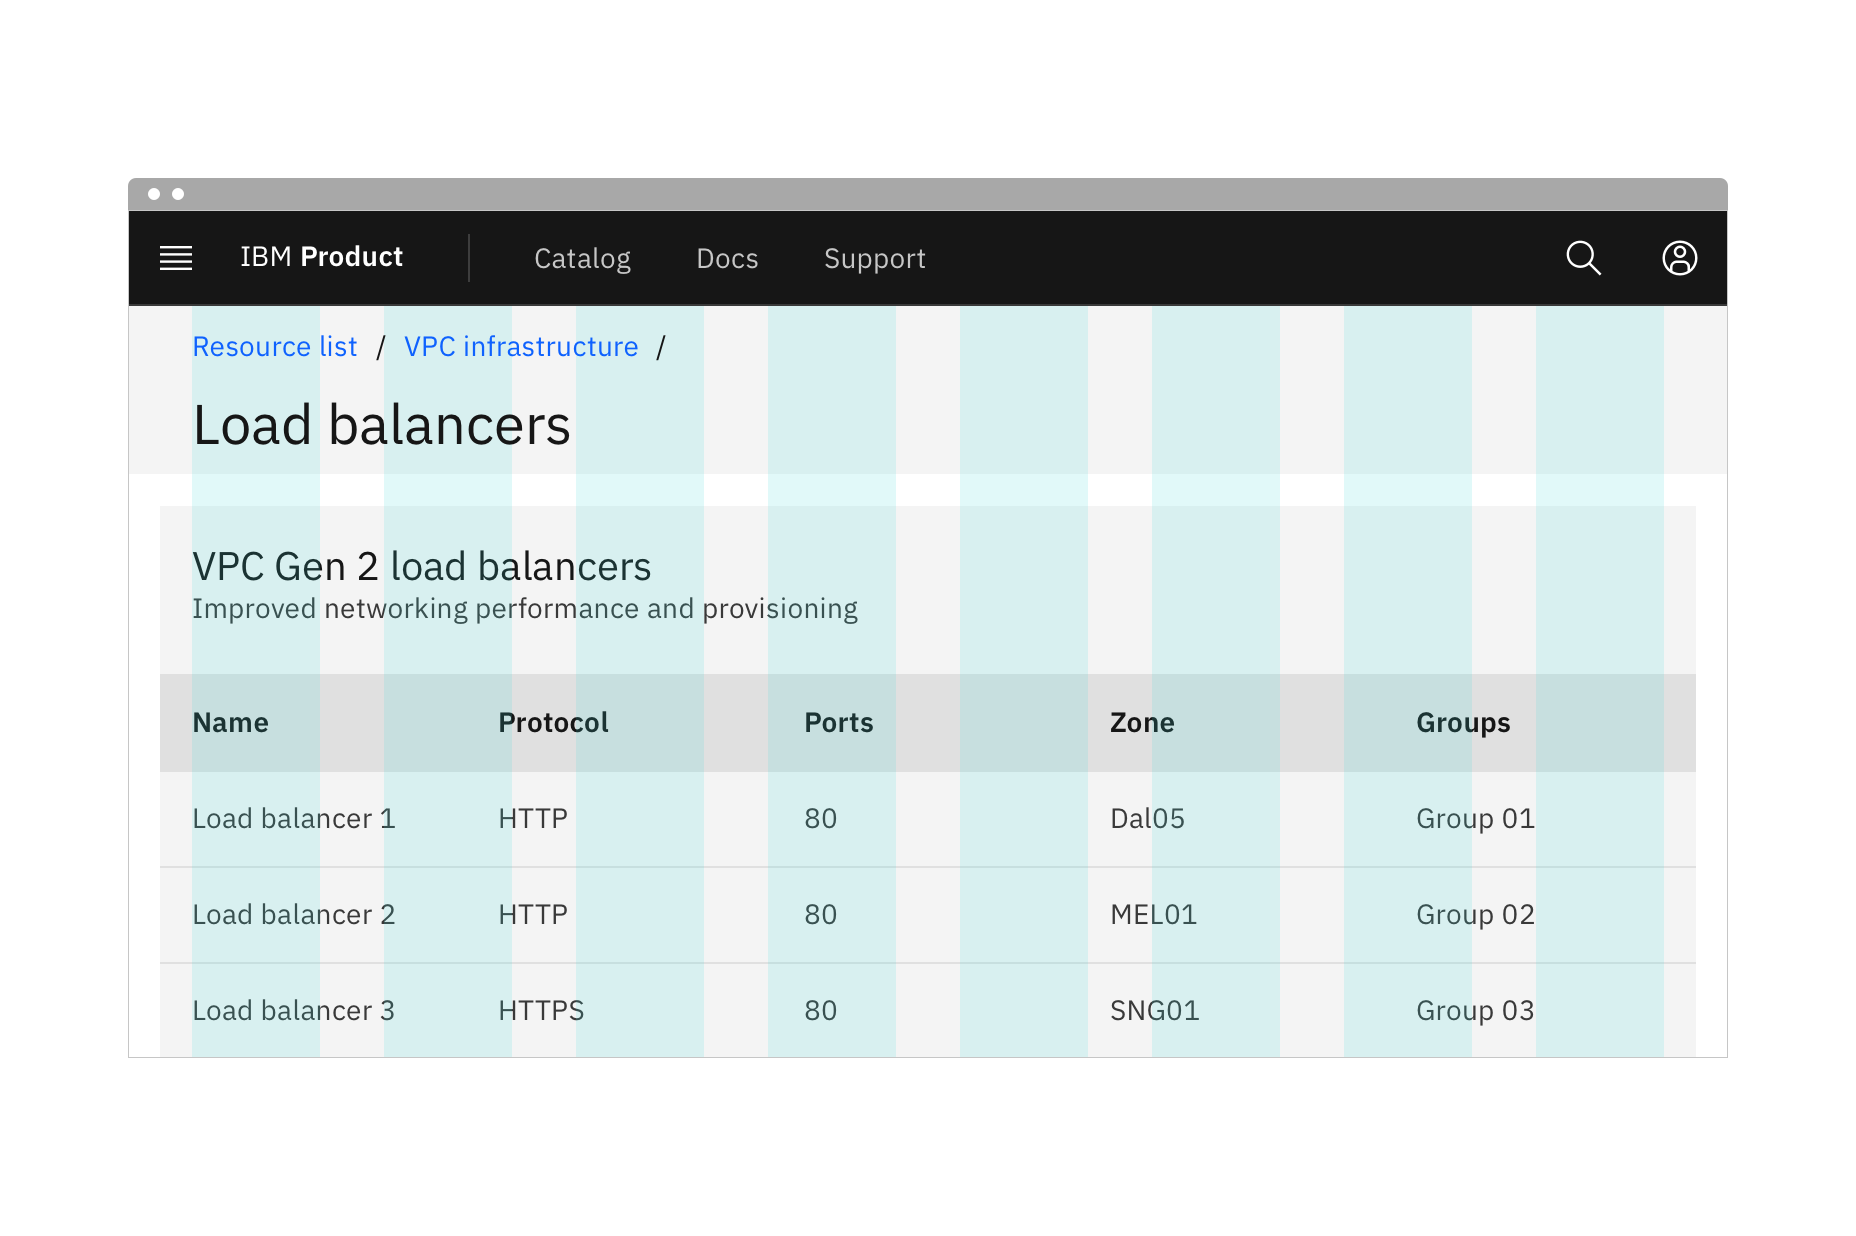 IBM Product Catalog Docs Support
Resource list / VPC infrastructure /
Load balancers
VPC Gen 2 load balancers
Improved networking performance and provisioning
Name Protocol Ports Zone Groups
Load balancer 1 HTTP 80 Dal05 Group 01
Load balancer 2 HTTP 80 MEL01 Group 02
Load balancer 3 HTTPS 80 SNG01 Group 03